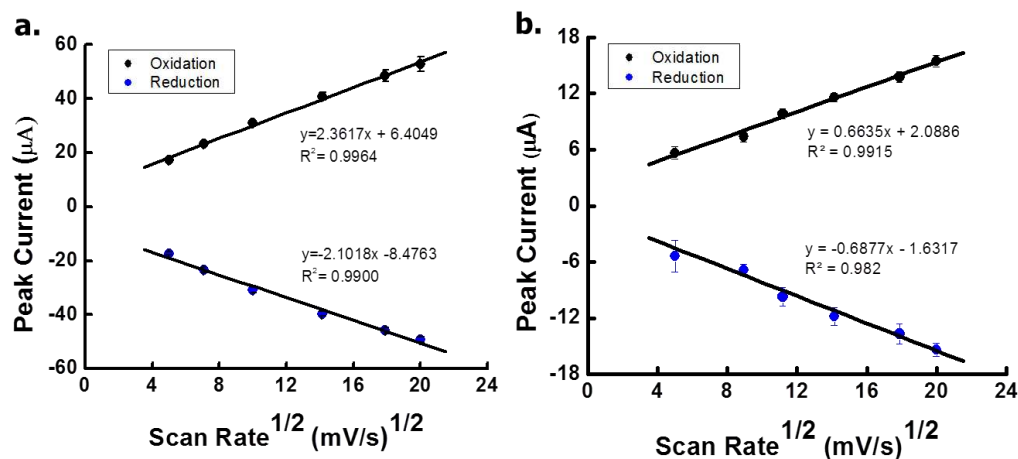 a.
60
40
20
0
-20
-40
-60
Peak Current (µA)
Oxidation
Reduction
y=2.3617x + 6.4049
R²= 0.9964
y=-2.1018x -8.4763
R²= 0.9900
0 4 8 12 16 20 24
Scan Rate^1/2 (mV/s)^1/2
b.
18
12
6
0
-6
-12
-18
Peak Current (µA)
Oxidation
Reduction
y = 0.6635x + 2.0886
R² = 0.9915
y = -0.6877x - 1.6317
R² = 0.982
0 4 8 12 16 20 24
Scan Rate^1/2 (mV/s)^1/2